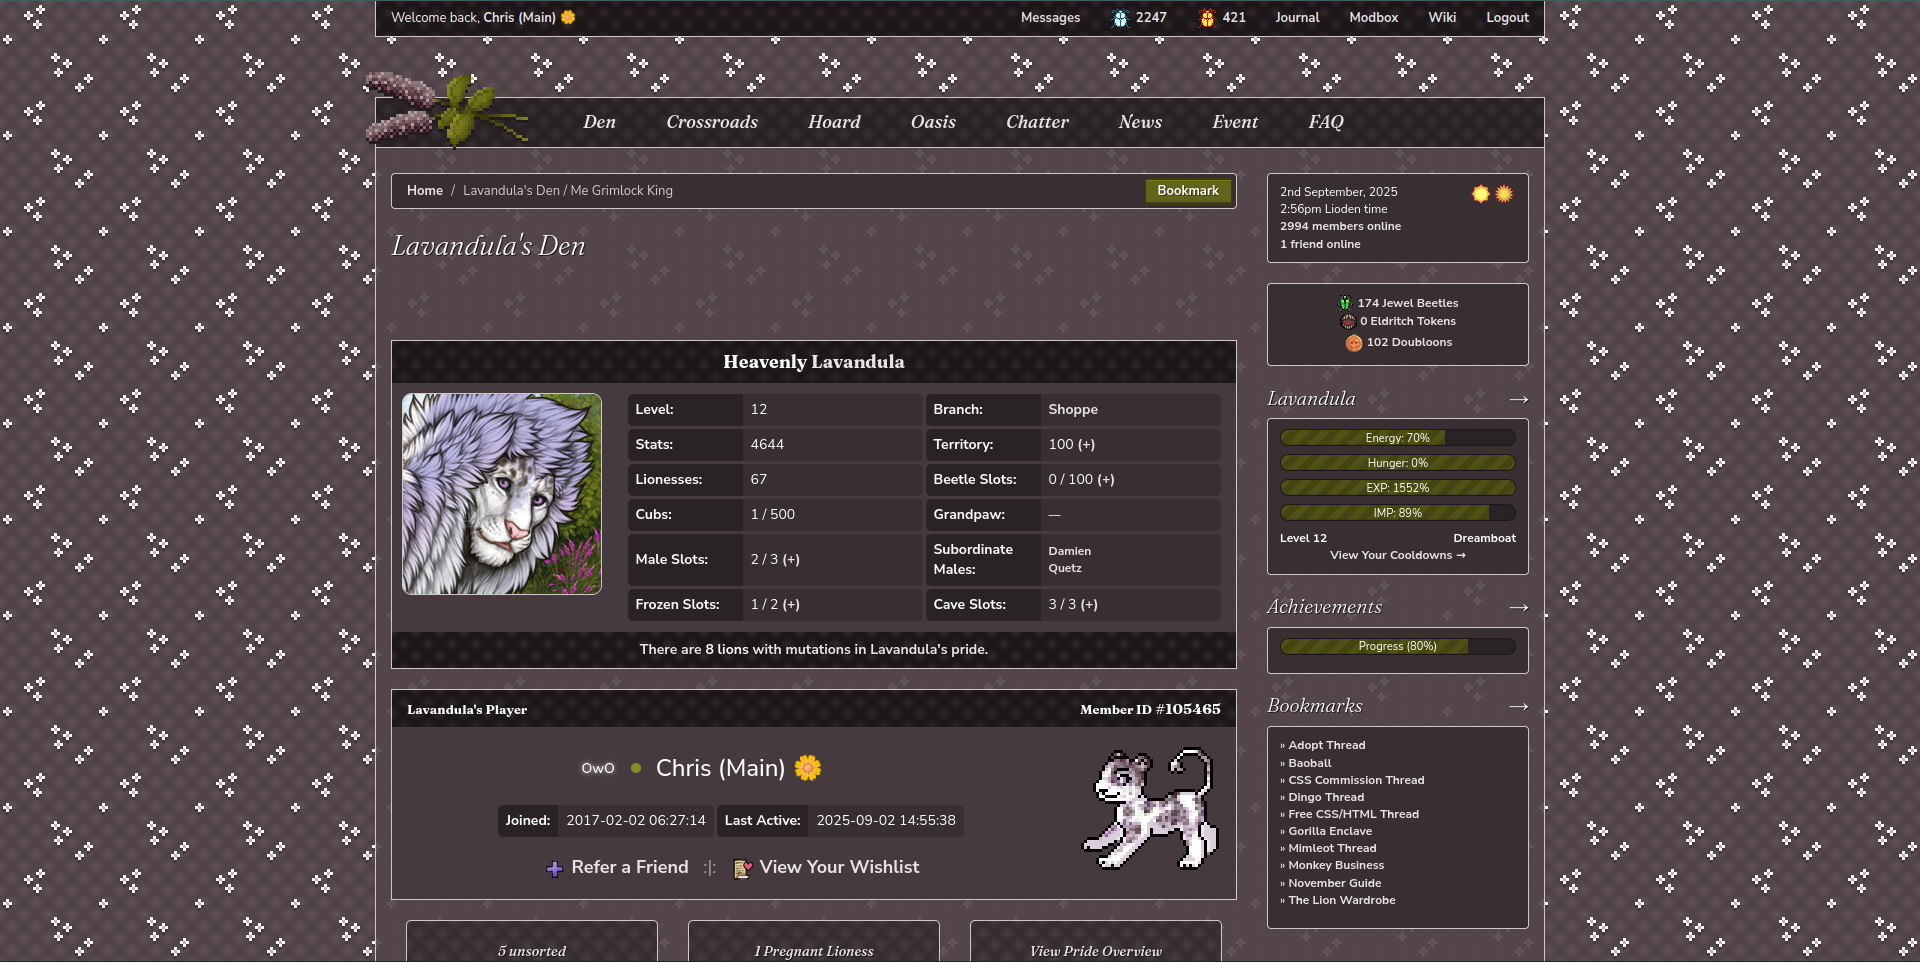 Welcome back, Chris (Main) 🌼
Messages 2247 421 Journal Modbox Wiki Logout
Den Crossroads Hoard Oasis Chatter News Event FAQ
Home / Lavandula's Den / Me Grimlock King Bookmark
Lavandula's Den
Heavenly Lavandula
Level: 12 Branch: Shoppe
Stats: 4644 Territory: 100 (+)
Lionesses: 67 Beetle Slots: 0 / 100 (+)
Cubs: 1 / 500 Grandpaw: —
Male Slots: 2 / 3 (+) Subordinate Males: Damien
Quetz
Frozen Slots: 1 / 2 (+) Cave Slots: 3 / 3 (+)
There are 8 lions with mutations in Lavandula's pride.
Lavandula's Player Member ID #105465
OwO Chris (Main) 🌼
Joined: 2017-02-02 06:27:14 Last Active: 2025-09-02 14:55:38
Refer a Friend :|: View Your Wishlist
5 unsorted
1 Pregnant Lioness
View Pride Overview
2nd September, 2025
2:56pm Lioden time
2994 members online
1 friend online
174 Jewel Beetles
0 Eldritch Tokens
102 Doubloons
Lavandula →
Energy: 70%
Hunger: 0%
EXP: 1552%
IMP: 89%
Level 12 Dreamboat
View Your Cooldowns →
Achievements →
Progress (80%)
Bookmarks →
» Adopt Thread
» Baoball
» CSS Commission Thread
» Dingo Thread
» Free CSS/HTML Thread
» Gorilla Enclave
» Mimleot Thread
» Monkey Business
» November Guide
» The Lion Wardrobe